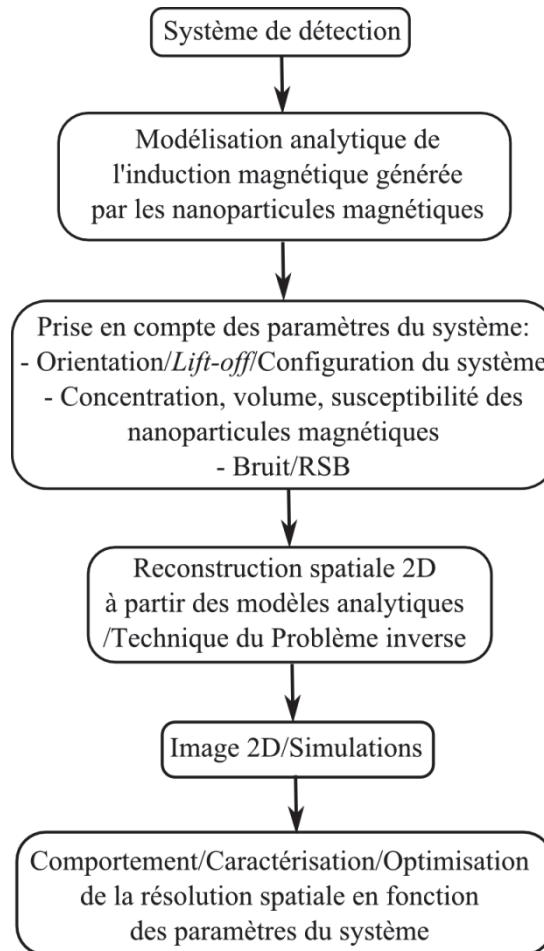 Système de détection
Modélisation analytique de
l'induction magnétique générée
par les nanoparticules magnétiques
Prise en compte des paramètres du système:
- Orientation/Lift-off/Configuration du système
- Concentration, volume, susceptibilité des
nanoparticules magnétiques
- Bruit/RSB
Reconstruction spatiale 2D
à partir des modèles analytiques
/Technique du Problème inverse
Image 2D/Simulations
Comportement/Caractérisation/Optimisation
de la résolution spatiale en fonction
des paramètres du système